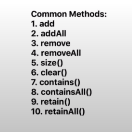 Common Methods:
1. add
2. addAll
3. remove
4. removeAll
5. size()
6. clear()
7. contains()
8. containsAll()
9. retain()
10. retainAll()